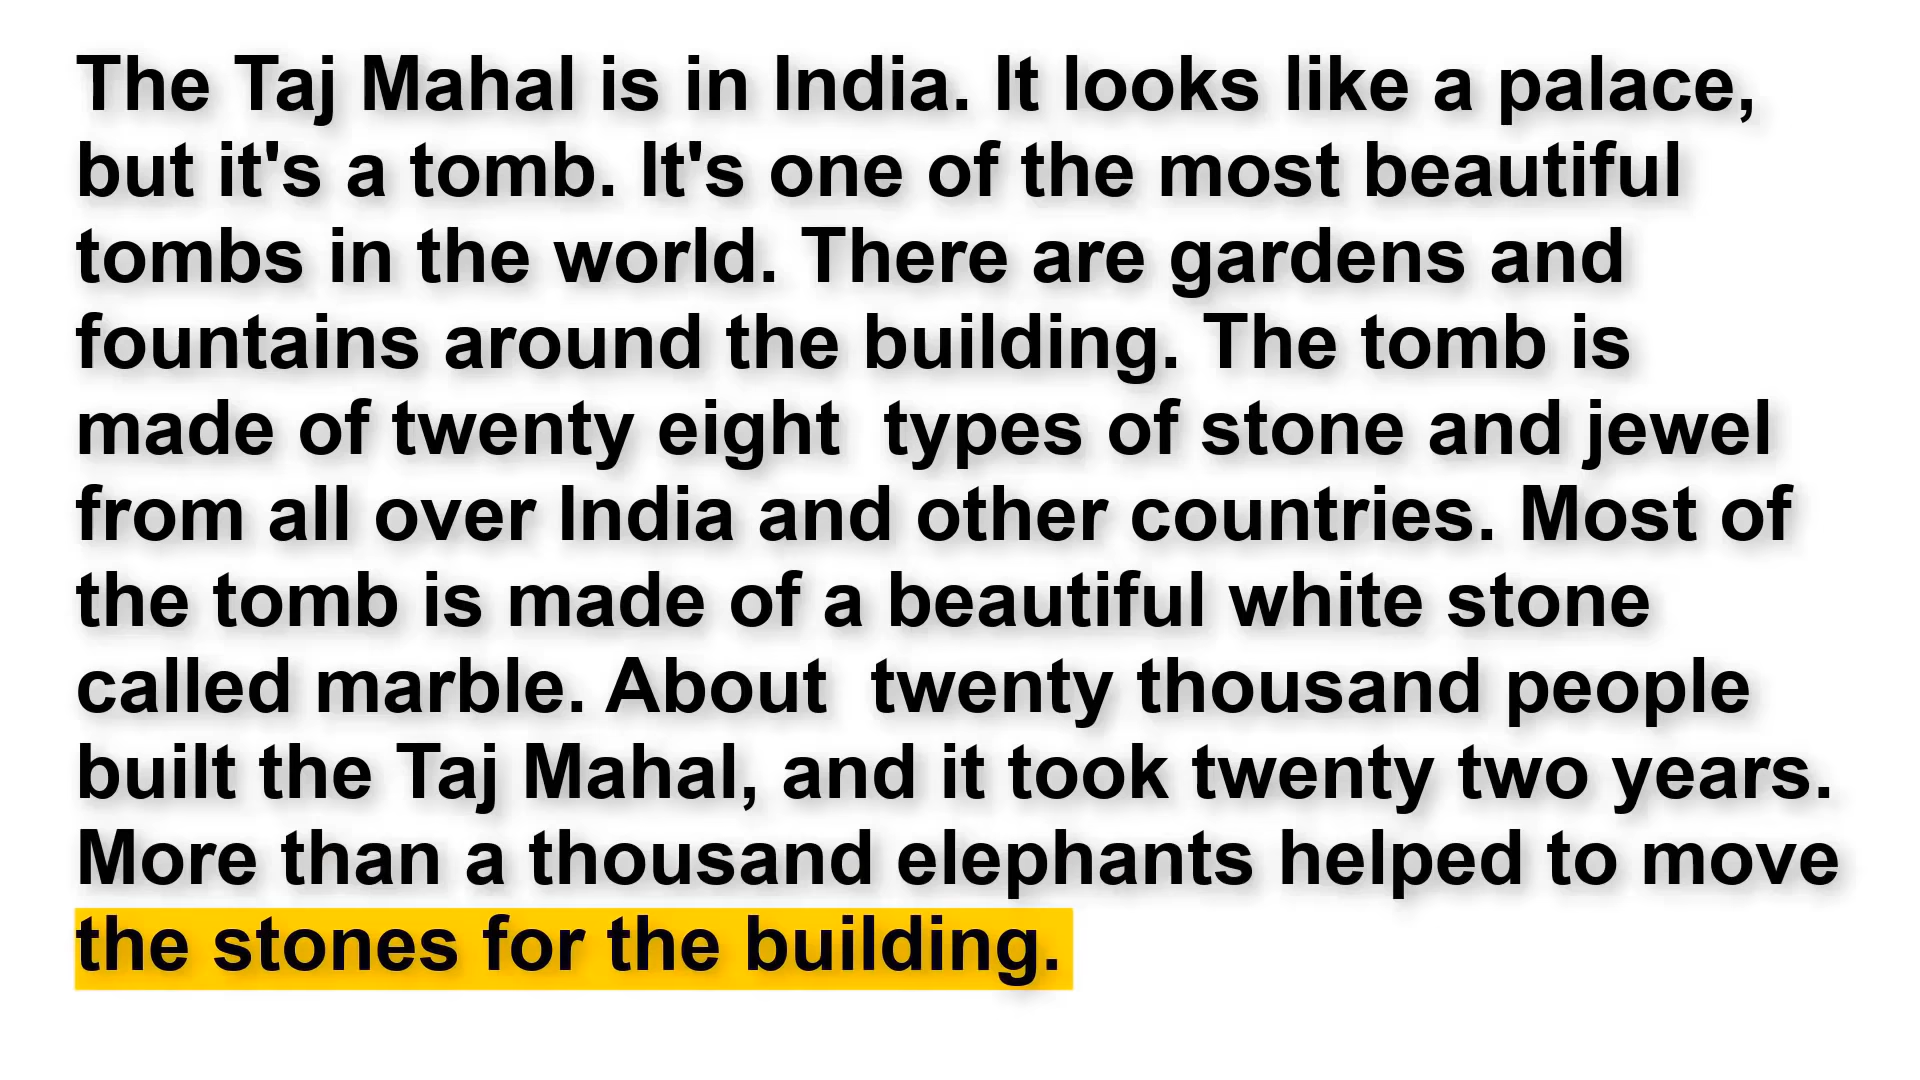 The Taj Mahal is in India. It looks like a palace,
but it's a tomb. It's one of the most beautiful
tombs in the world. There are gardens and
fountains around the building. The tomb is
made of twenty eight  types of stone and jewel
from all over India and other countries. Most of
the tomb is made of a beautiful white stone
called marble. About  twenty thousand people
built the Taj Mahal, and it took twenty two years.
More than a thousand elephants helped to move
the stones for the building.